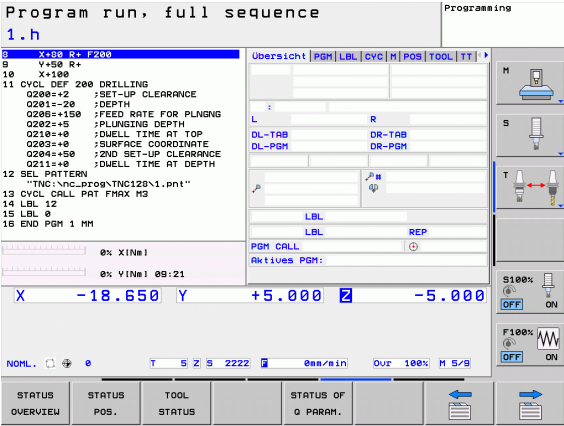 Program run, full sequence
Programming
1.h
8 X+80 R+ F200
9 Y+50 R+
10 X+100
11 CYCL DEF 200 DRILLING
Q200=+2 ;SET-UP CLEARANCE
Q201=-20 ;DEPTH
Q206=+150 ;FEED RATE FOR PLNGNG
Q202=+5 ;PLUNGING DEPTH
Q210=+0 ;DWELL TIME AT TOP
Q203=+0 ;SURFACE COORDINATE
Q204=+50 ;2ND SET-UP CLEARANCE
Q211=+0 ;DWELL TIME AT DEPTH
12 SEL PATTERN
"TNC:\nc_prog\TNC128\1.pnt"
13 CYCL CALL PAT FMAX M3
14 LBL 12
15 LBL 0
16 END PGM 1 MM
0% X[Nm]
0% Y[Nm] 09:21
Übersicht PGM LBL CYC M POS TOOL TT
:
L R
DL-TAB DR-TAB
DL-PGM DR-PGM
#
LBL
LBL REP
PGM CALL
Aktives PGM:
M
S
T
S100%
OFF ON
F100%
OFF ON
X -18.650 Y +5.000 Z -5.000
NOML. 0 T 5 Z S 2222 F 0mm/min Ovr 100% M 5/9
STATUS OVERVIEW
STATUS POS.
TOOL STATUS
STATUS OF Q PARAM.